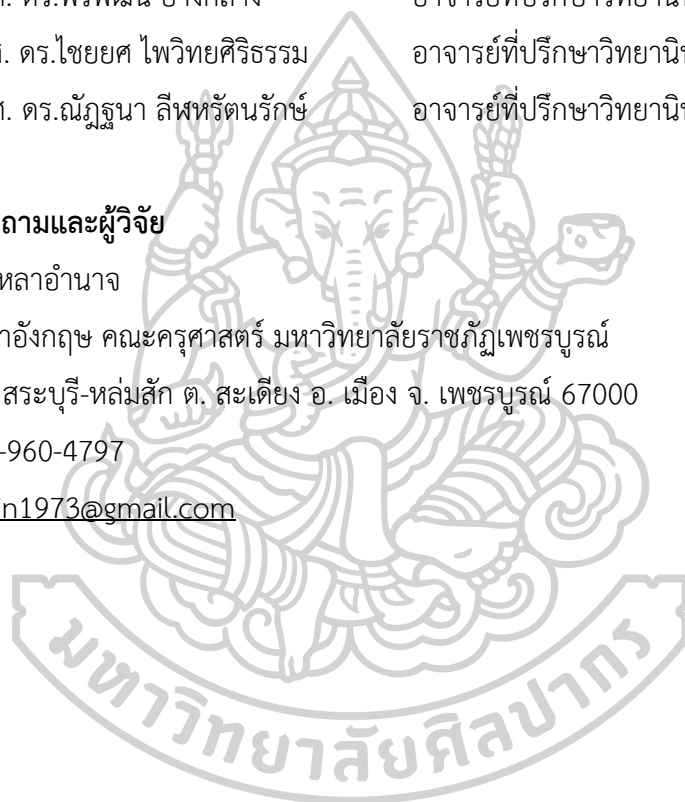 ดร.ไชยยศ ไพวิทยศิริธรรม อาจารย์ที่ปรึกษาวิทยานิ
ดร.ณัฏฐนา ลีฬหรัตนรักษ์ อาจารย์ที่ปรึกษาวิทยานิ
ถามและผู้วิจัย
หลาอำนาจ
าอังกฤษ คณะครุศาสตร์ มหาวิทยาลัยราชภัฏเพชรบูรณ์
สระบุรี-หล่มสัก ต. สะเดียง อ. เมือง จ. เพชรบูรณ์ 67000
-960-4797
in1973@gmail.com
มหาวิทยาลัยศิลปากร